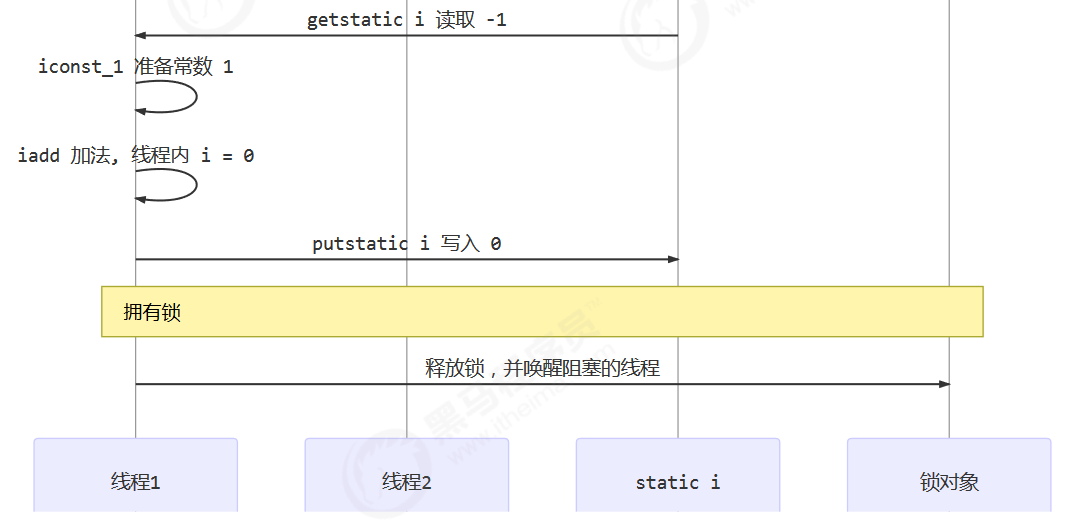 getstatic i 读取 -1
iconst_1 准备常数 1
iadd 加法, 线程内 i = 0
putstatic i 写入 0
拥有锁
释放锁，并唤醒阻塞的线程
线程1
线程2
static i
锁对象